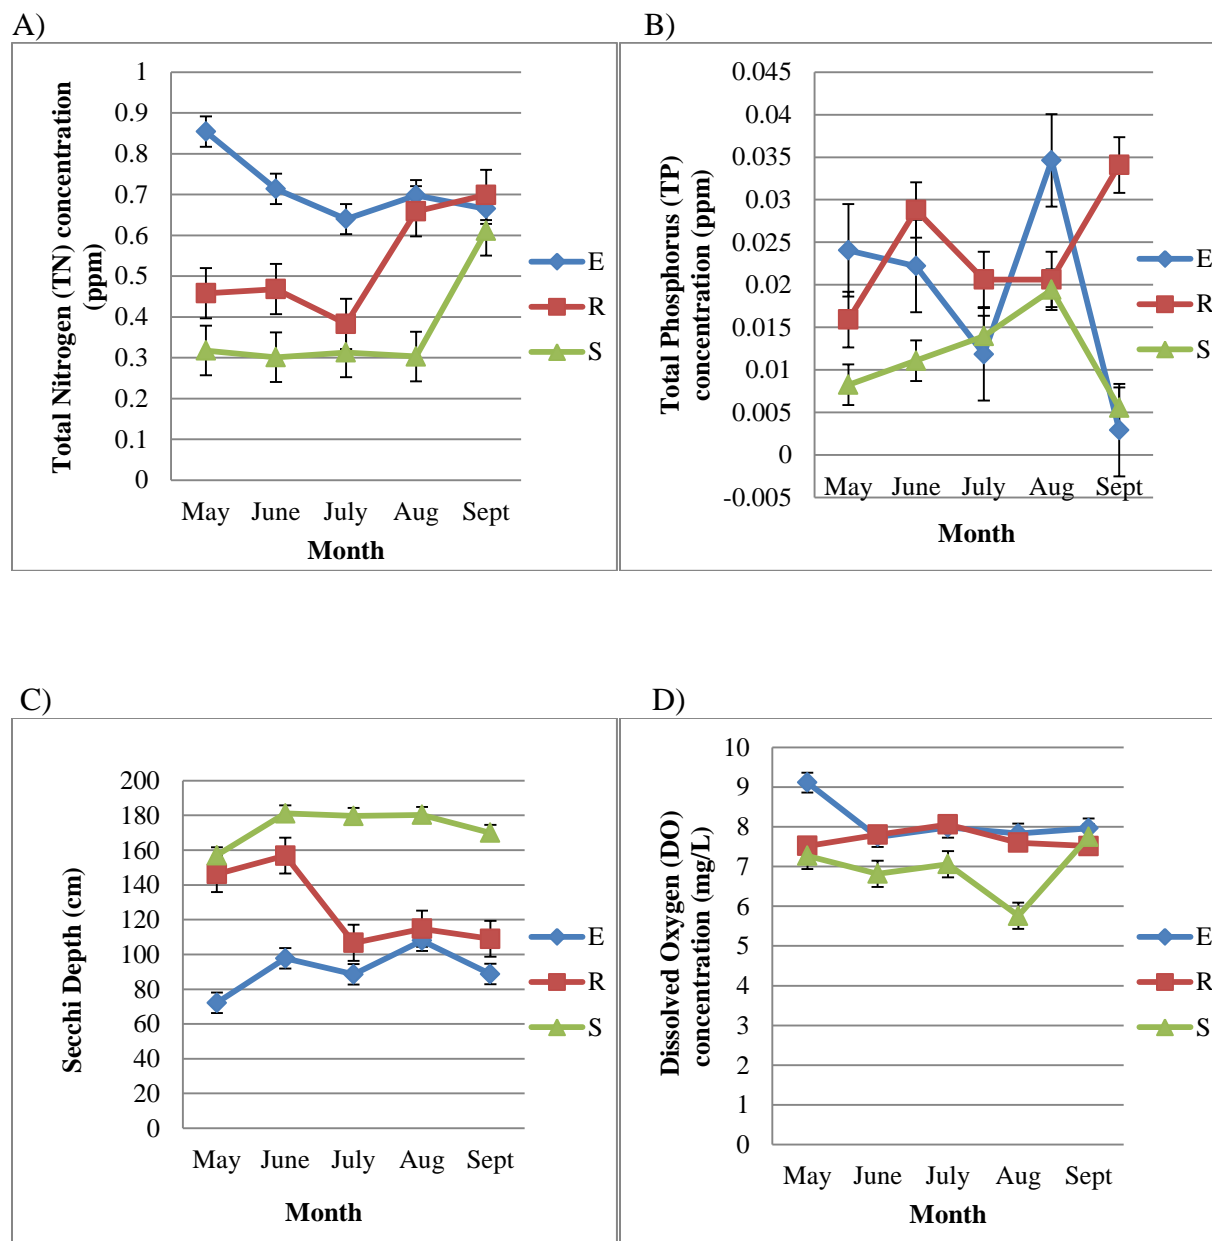 A)
Total Nitrogen (TN) concentration
(ppm)
1
0.9
0.8
0.7
0.6
0.5
0.4
0.3
0.2
0.1
0
May June July Aug Sept
Month
E
R
S
B)
Total Phosphorus (TP)
concentration (ppm)
0.045
0.04
0.035
0.03
0.025
0.02
0.015
0.01
0.005
0
-0.005
May June July Aug Sept
Month
E
R
S
C)
Secchi Depth (cm)
200
180
160
140
120
100
80
60
40
20
0
May June July Aug Sept
Month
E
R
S
D)
Dissolved Oxygen (DO)
concentration (mg/L)
10
9
8
7
6
5
4
3
2
1
0
May June July Aug Sept
Month
E
R
S